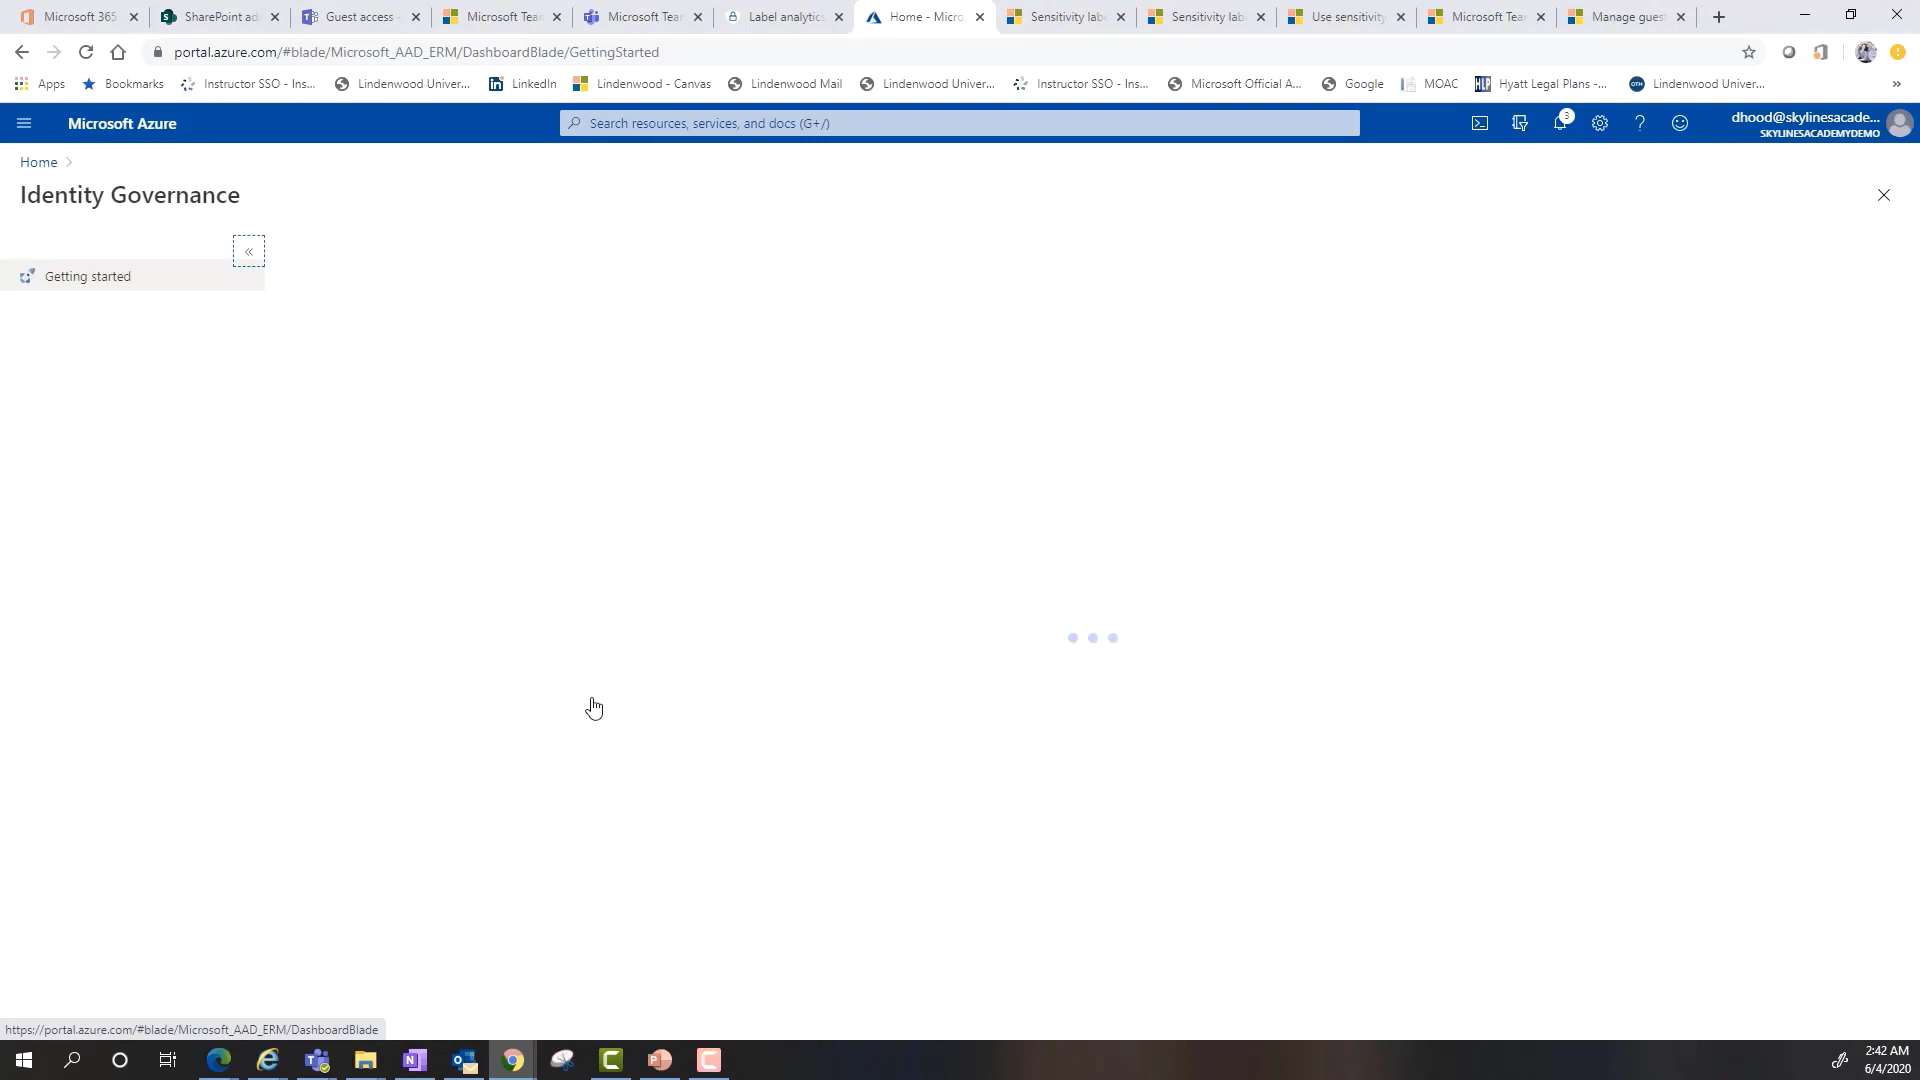 Microsoft 365
SharePoint ad
Guest access -
Microsoft Tea
Microsoft Tea
Label analytics
Home - Micro
Sensitivity lab
Sensitivity lab
Use sensitivity
Microsoft Tea
Manage gues
portal.azure.com/#blade/Microsoft_AAD_ERM/DashboardBlade/GettingStarted
Apps
Bookmarks
Instructor SSO - Ins...
Lindenwood Univer...
LinkedIn
Lindenwood - Canvas
Lindenwood Mail
Lindenwood Univer...
Instructor SSO - Ins...
Microsoft Official A...
Google
MOAC
Hyatt Legal Plans -...
Lindenwood Univer...
Microsoft Azure
Search resources, services, and docs (G+/)
3
dhood@skylinesacade...
SKYLINESACADEMYDEMO
Home
Identity Governance
Getting started
https://portal.azure.com/#blade/Microsoft_AAD_ERM/DashboardBlade
2:42 AM
6/4/2020